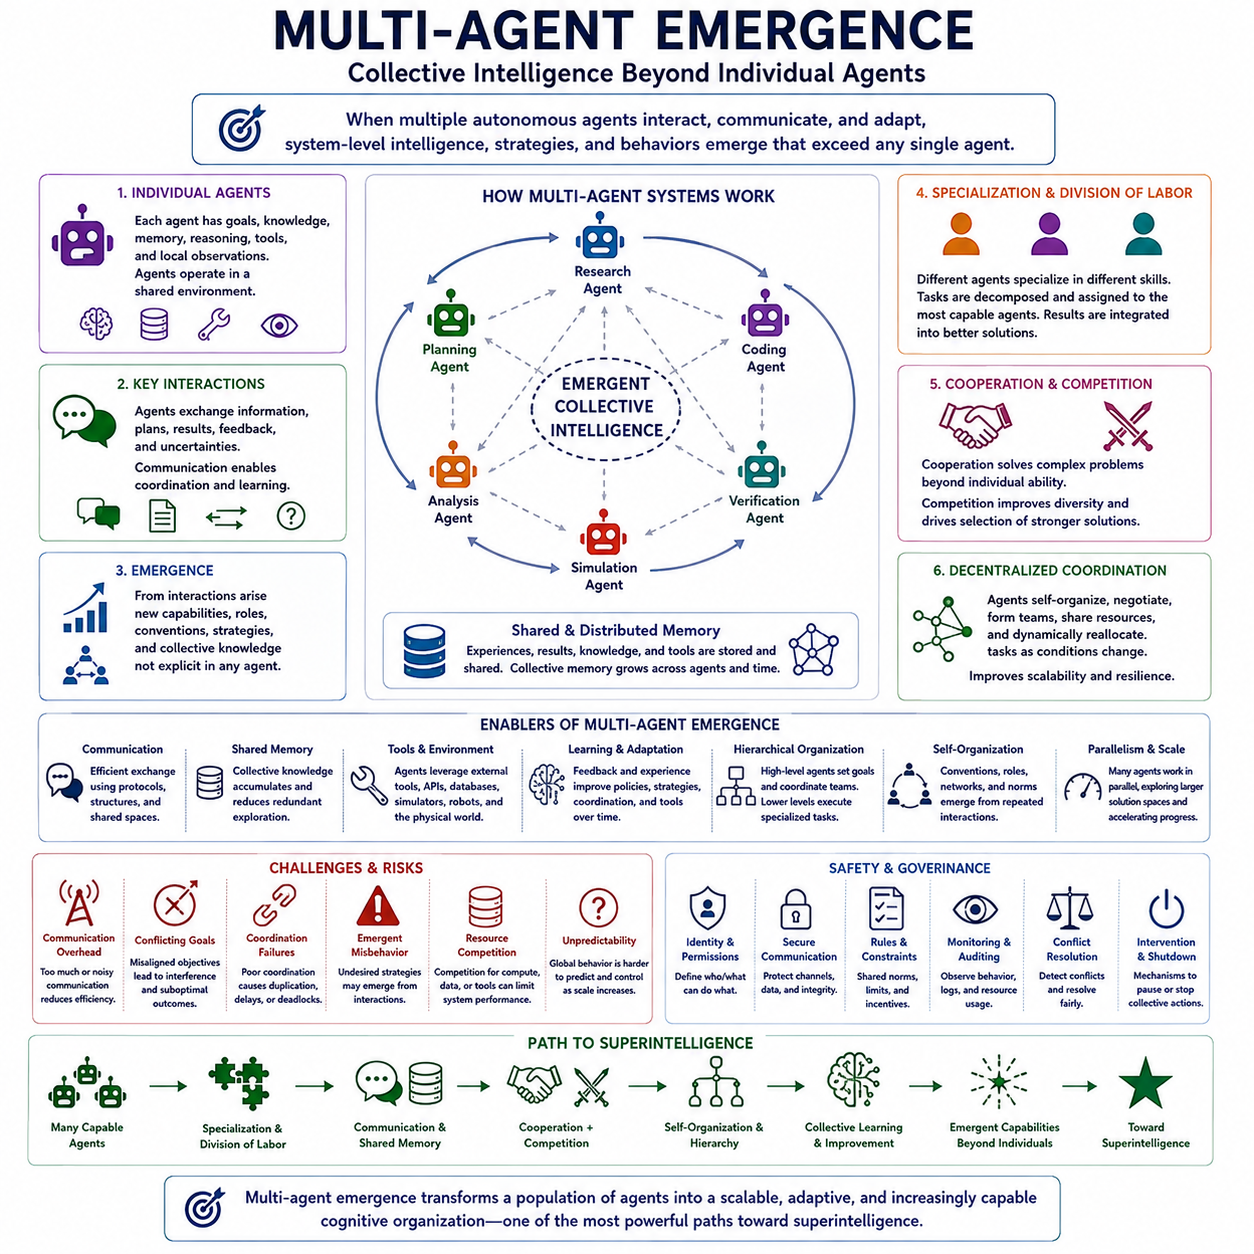 MULTI-AGENT EMERGENCE
Collective Intelligence Beyond Individual Agents
When multiple autonomous agents interact, communicate, and adapt,
system-level intelligence, strategies, and behaviors emerge that exceed any single agent.
1. INDIVIDUAL AGENTS
Each agent has goals, knowledge,
memory, reasoning, tools,
and local observations.
Agents operate in a
shared environment.
2. KEY INTERACTIONS
Agents exchange information,
plans, results, feedback,
and uncertainties.
Communication enables
coordination and learning.
3. EMERGENCE
From interactions arise
new capabilities, roles,
conventions, strategies,
and collective knowledge
not explicit in any agent.
HOW MULTI-AGENT SYSTEMS WORK
Research
Agent
Planning
Agent
Coding
Agent
EMERGENT
COLLECTIVE
INTELLIGENCE
Analysis
Agent
Verification
Agent
Simulation
Agent
Shared & Distributed Memory
Experiences, results, knowledge, and tools are stored and
shared. Collective memory grows across agents and time.
4. SPECIALIZATION & DIVISION OF LABOR
Different agents specialize in different skills.
Tasks are decomposed and assigned to the
most capable agents. Results are integrated
into better solutions.
5. COOPERATION & COMPETITION
Cooperation solves complex problems
beyond individual ability.
Competition improves diversity and
drives selection of stronger solutions.
6. DECENTRALIZED COORDINATION
Agents self-organize, negotiate,
form teams, share resources,
and dynamically reallocate.
tasks as conditions change.
Improves scalability and resilience.
ENABLERS OF MULTI-AGENT EMERGENCE
Communication
Efficient exchange
using protocols,
structures, and
shared spaces.
Shared Memory
Collective knowledge
accumulates and
reduces redundant
exploration.
Tools & Environment
Agents leverage external
tools, APIs, databases,
simulators, robots, and
the physical world.
Learning & Adaptation
Feedback and experience
improve policies, strategies,
coordination, and tools
over time.
Hierarchical Organization
High-level agents set goals
and coordinate teams.
Lower levels execute
specialized tasks.
Self-Organization
Conventions, roles,
networks, and norms
emerge from repeated
interactions.
Parallelism & Scale
Many agents work in
parallel, exploring larger
solution spaces and
accelerating progress.
CHALLENGES & RISKS
Communication
Overhead
Too much or noisy
communication
reduces efficiency.
Conflicting Goals
Misaligned objectives
lead to interference
and suboptimal
outcomes.
Coordination
Failures
Poor coordination
causes duplication,
delays, or deadlocks.
Emergent
Misbehavior
Undesired strategies
may emerge from
interactions.
Resource
Competition
Competition for compute,
data, or tools can limit
system performance.
Unpredictability
Global behavior is harder
to predict and control
as scale increases.
SAFETY & GOVERINANCE
Identity &
Permissions
Define who/what
can do what.
Secure
Communication
Protect channels,
data, and integrity.
Rules &
Constraints
Shared norms,
limits, and
incentives.
Monitoring &
Auditing
Observe behavior,
logs, and resource
usage.
Conflict
Resolution
Detect conflicts
and resolve
fairly.
Intervention
& Shutdown
Mechanisms to
pause or stop
collective actions.
PATH TO SUPERINTELLIGENCE
Many Capable
Agents
Specialization &
Division of Labor
Communication &
Shared Memory
Cooperation +
Competition
Self-Organization &
Hierarchy
Collective Learning
& Improvement
Emergent Capabilities
Beyond Individuals
Toward
Superintelligence
Multi-agent emergence transforms a population of agents into a scalable, adaptive, and increasingly capable
cognitive organization—one of the most powerful paths toward superintelligence.